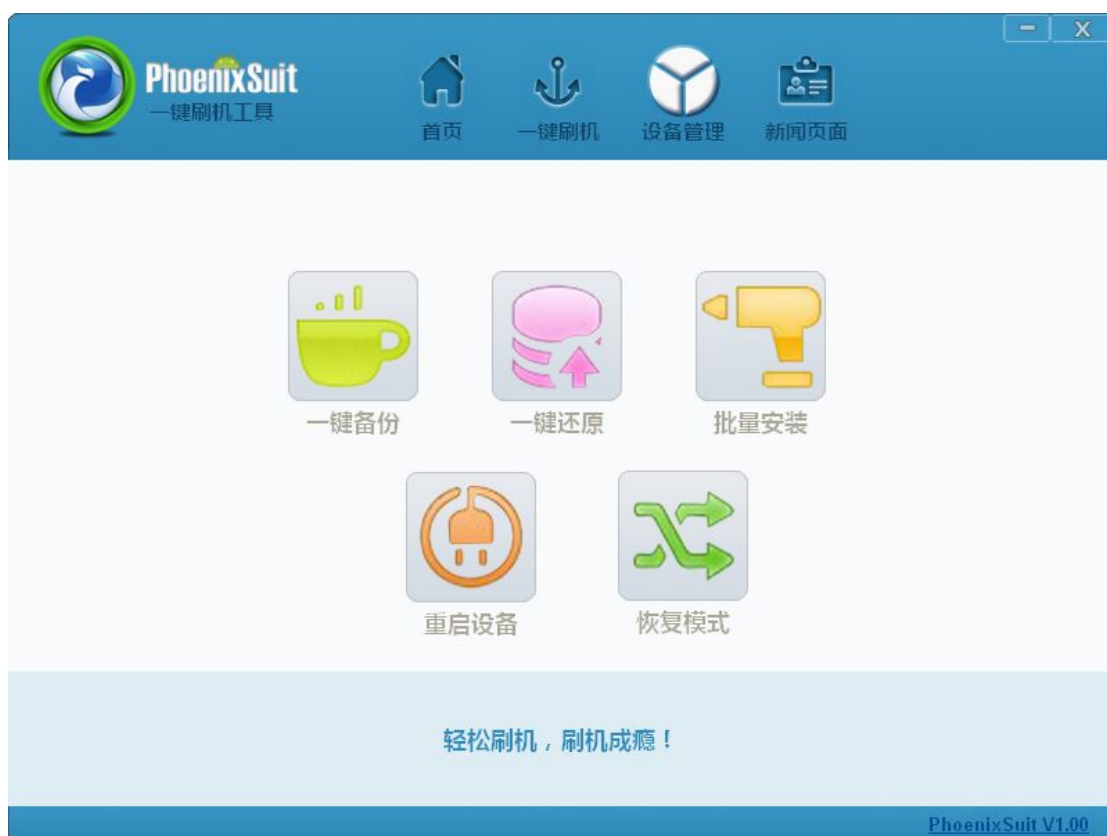 PhoenixSuit
一键刷机工具
首页 一键刷机 设备管理 新闻页面
一键备份 一键还原 批量安装
重启设备 恢复模式
轻松刷机，刷机成瘾！
PhoenixSuit V1.00